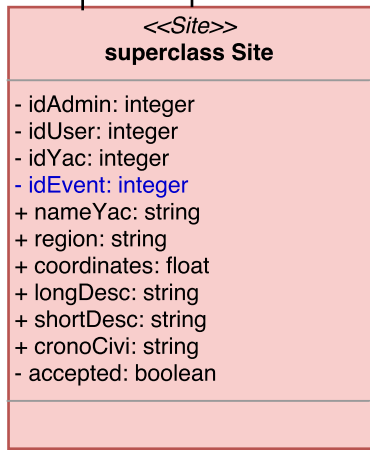 <<Site>>
superclass Site
- idAdmin: integer
- idUser: integer
- idYac: integer
- idEvent: integer
+ nameYac: string
+ region: string
+ coordinates: float
+ longDesc: string
+ shortDesc: string
+ cronoCivi: string
- accepted: boolean